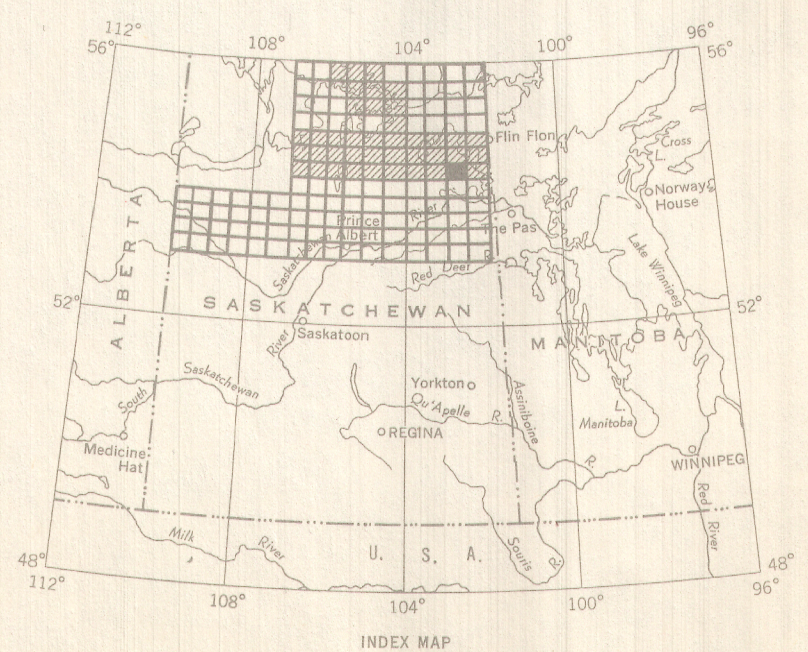 112° 108° 104° 100° 96°
56° 56°
Flin Flon
Cross
L.
Norway
House
Prince
Albert
River
Saskatchewan
The Pas
Red Deer
R.
Lake Winnipeg
ALBERTA
52° 52°
SASKATCHEWAN
MANITOBA
Saskatoon
River
Saskatchewan
South
Yorkton
Qu'Appelle R.
Assiniboine
R.
L.
Manitoba
REGINA
Medicine
Hat
WINNIPEG
Red
River
Milk River
U. S. A.
Souris
R.
48° 48°
112° 108° 104° 100° 96°
INDEX MAP